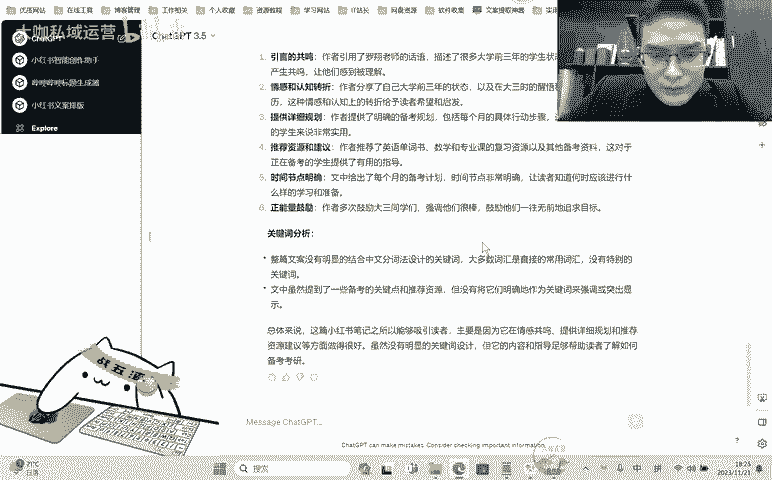 优质网站 在线工具 博客管理 工作相关 个人收藏 资源教程 学习网站 IT站长 网盘资源 软件收集 文案提取神器
大咖私域运营
ChatGPT
小红书智能创作助手
小红书文案排版
Explore
ChatGPT 3.5
1. 引言的共鸣：作者引用了罗翔老师的话语，描述了很多大学前三年的学生状
产生共鸣，让他们感到被理解。
2. 情感和认知转折：作者分享了自己大学前三年的状态，以及在大三时的醒悟
历，这种情感和认知上的转折给予读者希望和启发。
3. 提供详细规划：作者提供了明确的备考规划，包括每个月的具体行动步骤，
的学生来说非常实用。
4. 推荐资源和建议：作者推荐了英语单词书、数学和专业课的复习资源以及其他备考资料，这对于
正在备考的学生提供了有用的指导。
5. 时间节点明确：文中给出了每个月的备考计划，时间节点非常明确，让读者知道何时应该进行什
么样的学习和准备。
6. 正能量鼓励：作者多次鼓励大三同学们，强调他们很棒，鼓励他们一往无前地追求目标。
关键词分析：
• 整篇文案没有明显的结合中文分词法设计的关键词，大多数词汇是直接的常用词汇，没有特别的
关键词。
• 文中虽然提到了一些备考的关键点和推荐资源，但没有将它们明确地作为关键词来强调或突出显
示。
总体来说，这篇小红书笔记之所以能够吸引读者，主要是因为它在情感共鸣、提供详细规划和推荐
资源建议等方面做得很好。虽然没有明显的关键词设计，但它的内容和指导足够帮助读者了解如何
备考考研。
Message ChatGPT...
ChatGPT can make mistakes. Consider checking important information.
21°C
搜索
中
拼
18:25
2023/11/21